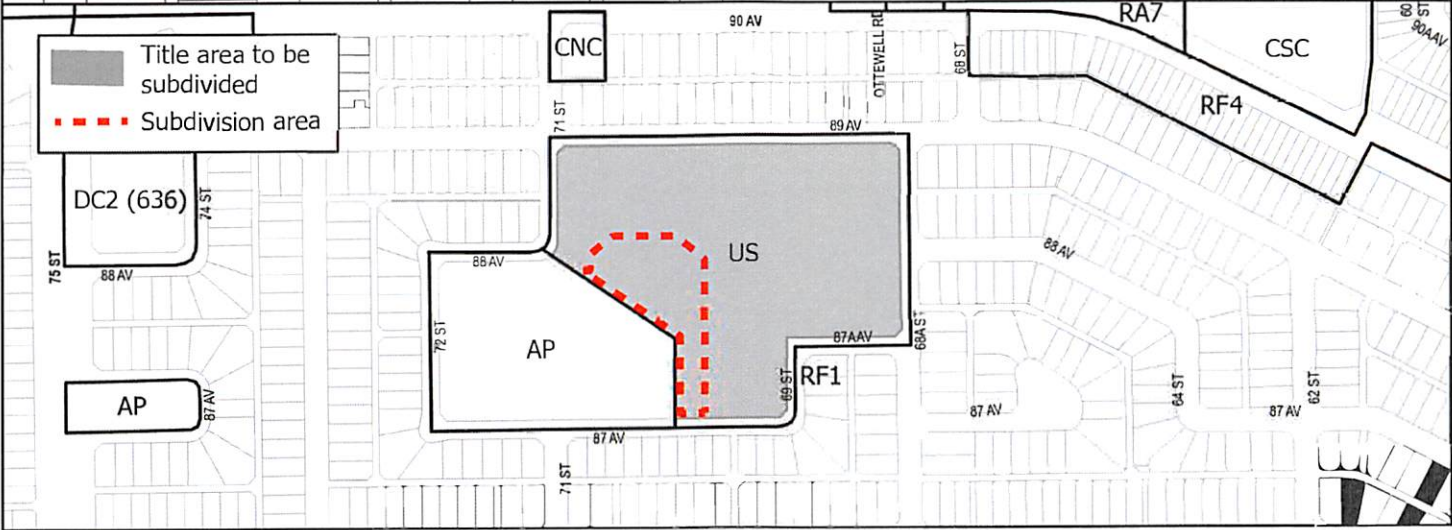 90 AV
RA7
60 ST
90A AV
CNC
OTTEWELL RD
68 ST
CSC
Title area to be
subdivided
Subdivision area
71 ST
RF4
89 AV
DC2 (636)
74 ST
US
88 AV
75 ST
88 AV
88 AV
72 ST
AP
87A AV
68A ST
RF1
69 ST
64 ST
62 ST
AP
87 AV
87 AV
87 AV
87 AV
71 ST